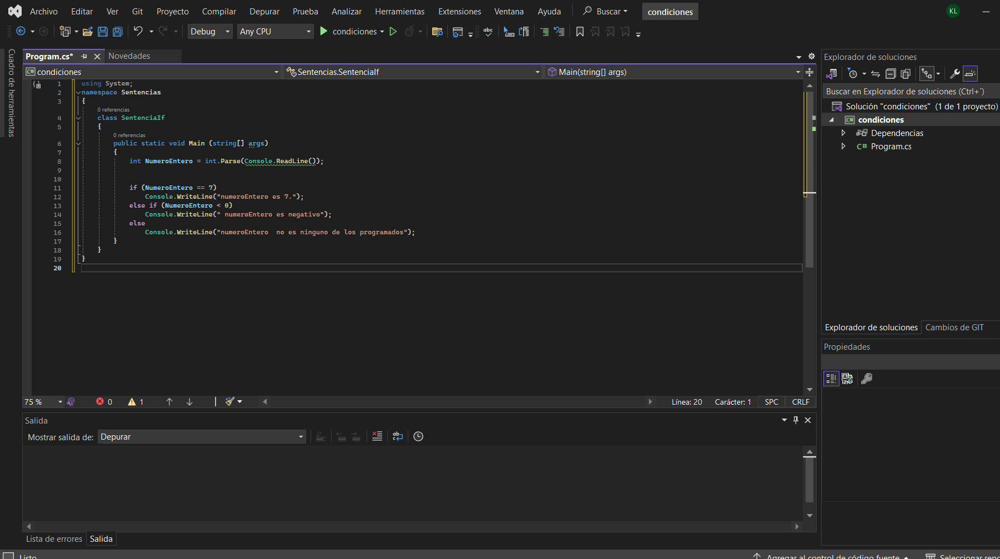 Archivo Editar Ver Git Proyecto Compilar Depurar Prueba Analizar Herramientas Extensiones Ventana Ayuda Buscar condiciones KL
Debug Any CPU condiciones
Cuadro de herramientas
Program.cs* Novedades
condiciones Sentencias.SentenciaIf Main(string[] args)
1 using System;
2 namespace Sentencias
3 {
0 referencias
4 class SentenciaIf
5 {
0 referencias
6 public static void Main (string[] args)
7 {
8 int NumeroEntero = int.Parse(Console.ReadLine());
9
10
11 if (NumeroEntero == 7)
12 Console.WriteLine("numeroEntero es 7.");
13 else if (NumeroEntero < 0)
14 Console.WriteLine(" numeroEntero es negativo");
15 else
16 Console.WriteLine("numeroEntero  no es ninguno de los programados");
17 }
18 }
19 }
20
75 % 0 1 Línea: 20 Carácter: 1 SPC CRLF
Salida
Mostrar salida de: Depurar
Lista de errores Salida
Explorador de soluciones
Buscar en Explorador de soluciones (Ctrl+´)
Solución "condiciones" (1 de 1 proyecto)
C# condiciones
Dependencias
C# Program.cs
Explorador de soluciones Cambios de GIT
Propiedades
Listo Agregar al control de código fuente Seleccionar repo